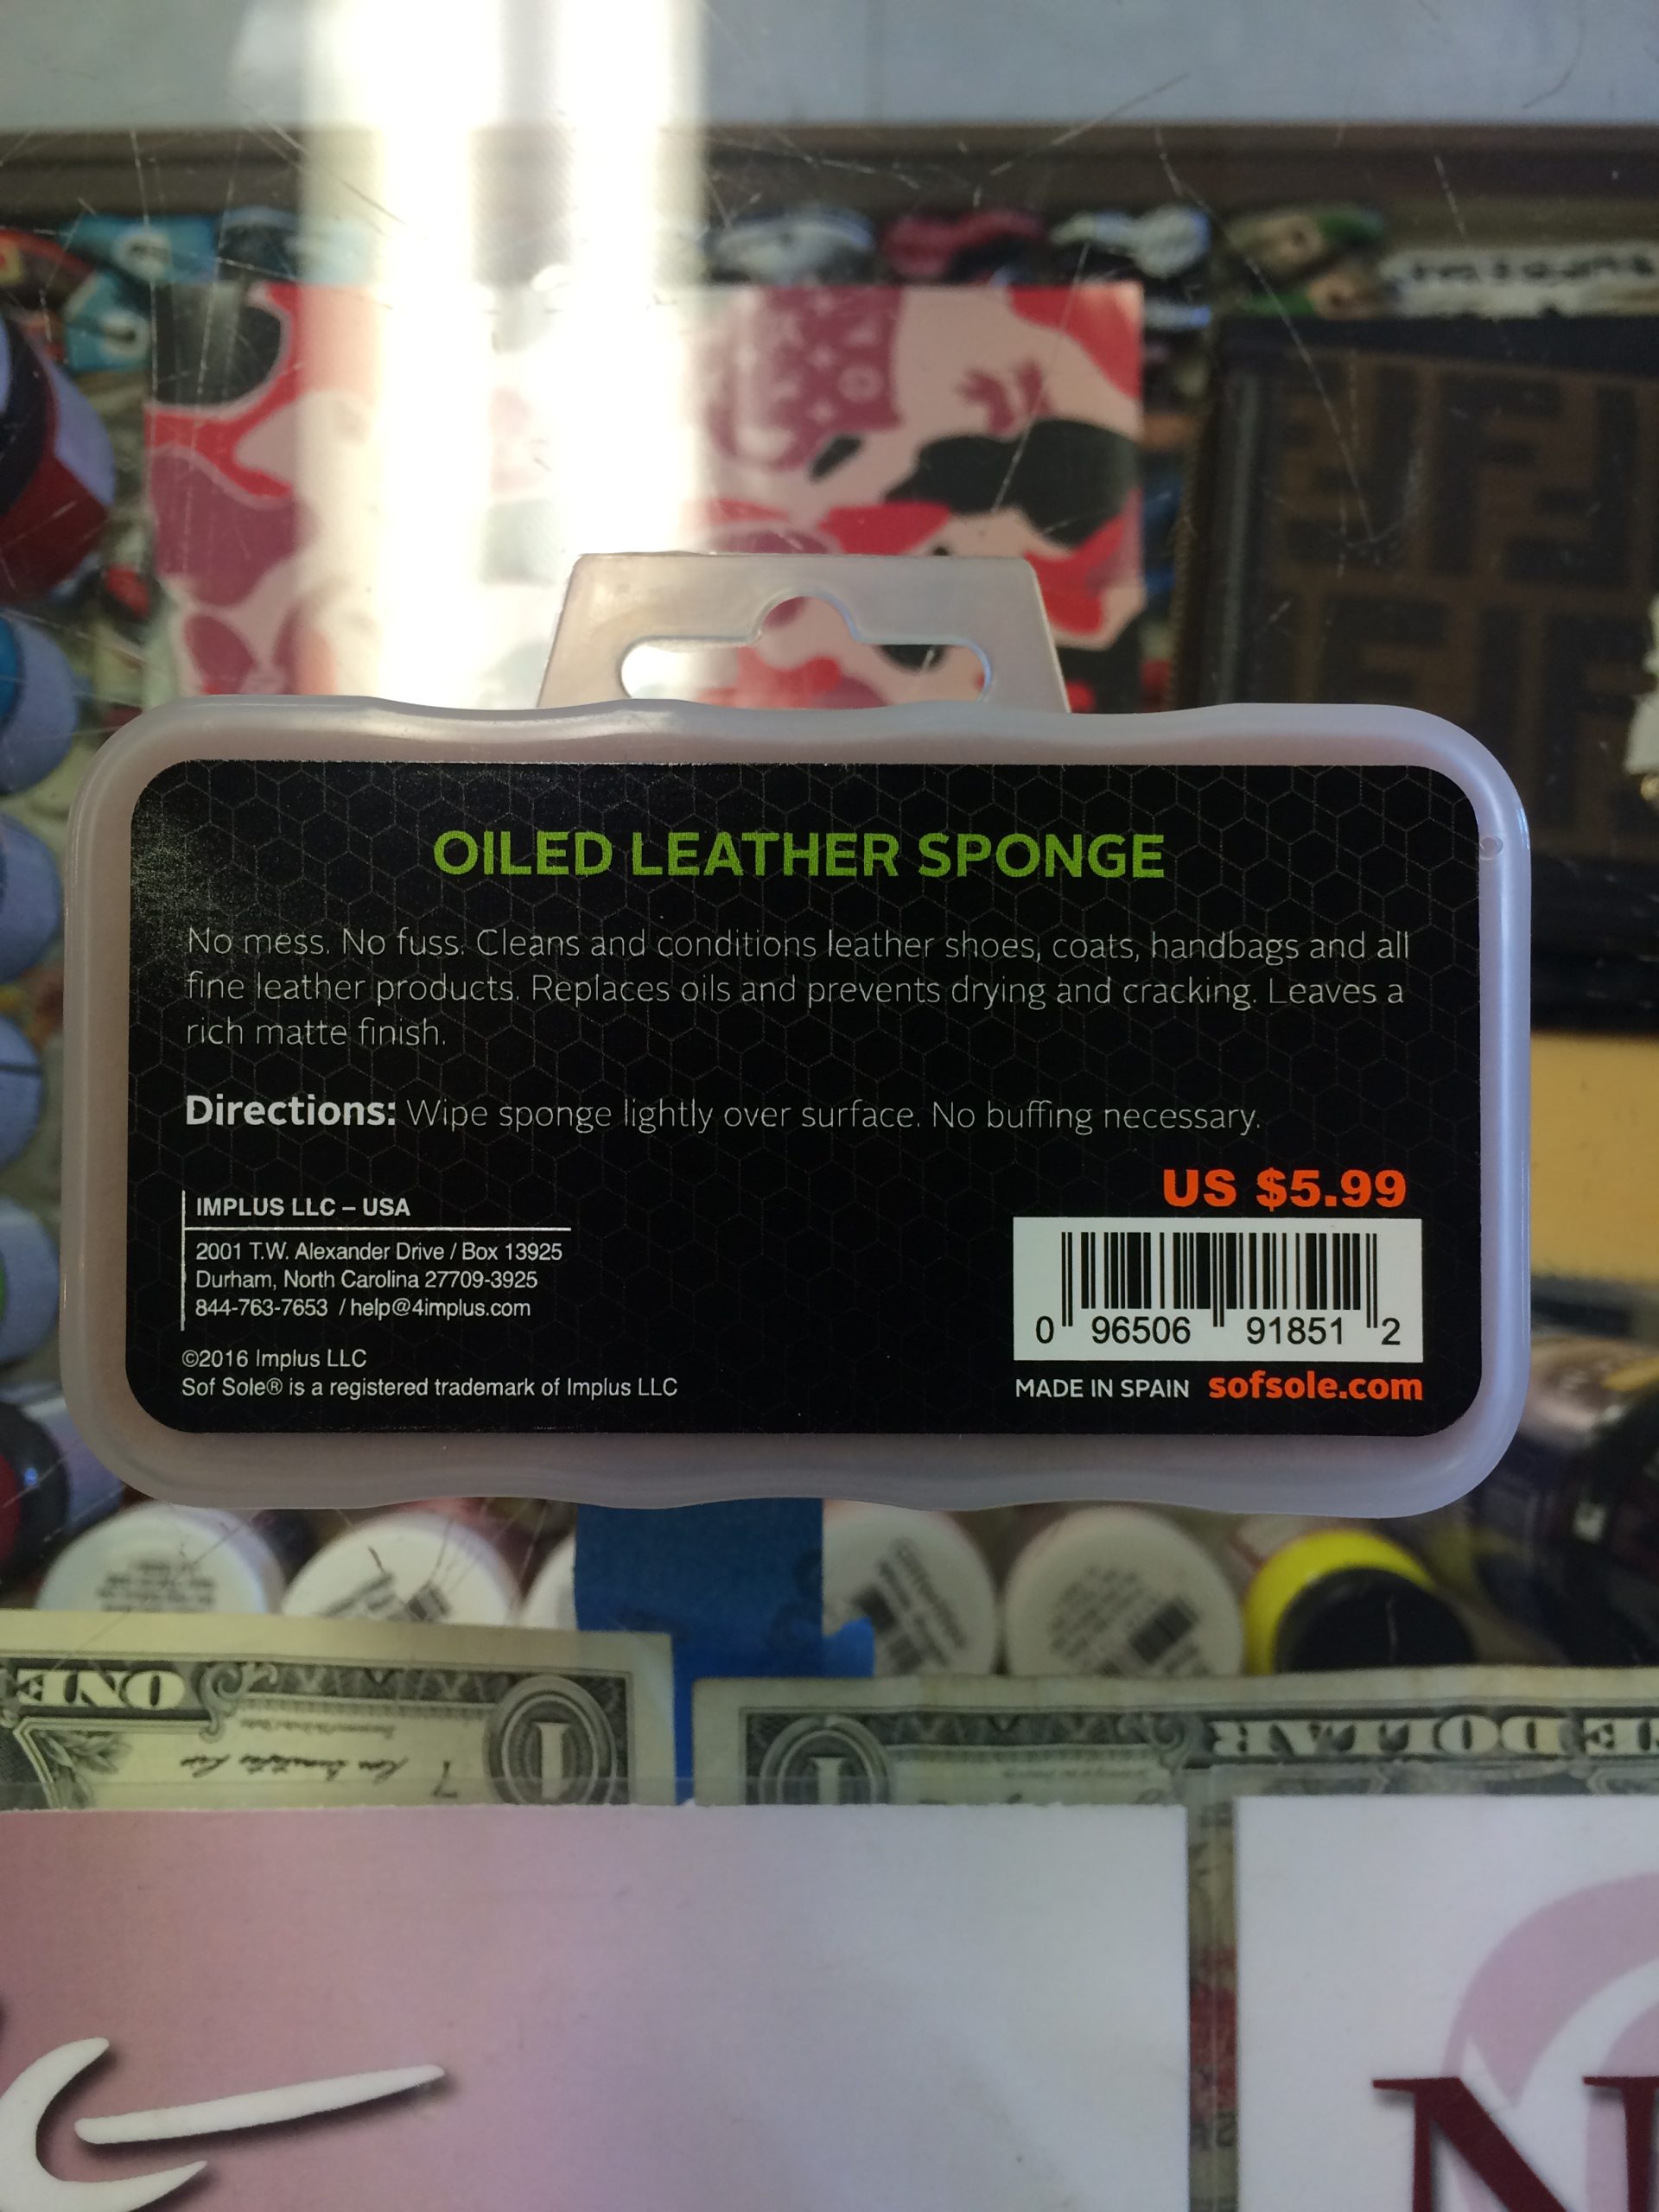 OILED LEATHER SPONGE
No mess. No fuss. Cleans and conditions leather shoes, coats, handbags and all
fine leather products. Replaces oils and prevents drying and cracking. Leaves a
rich matte finish.
Directions: Wipe sponge lightly over surface. No buffing necessary.
US $5.99
IMPLUS LLC – USA
2001 T.W. Alexander Drive / Box 13925
Durham, North Carolina 27709-3925
844-763-7653 / help@4implus.com
0 96506 91851 2
©2016 Implus LLC
Sof Sole® is a registered trademark of Implus LLC
MADE IN SPAIN sofsole.com
ONE
1
1
DOLLAR